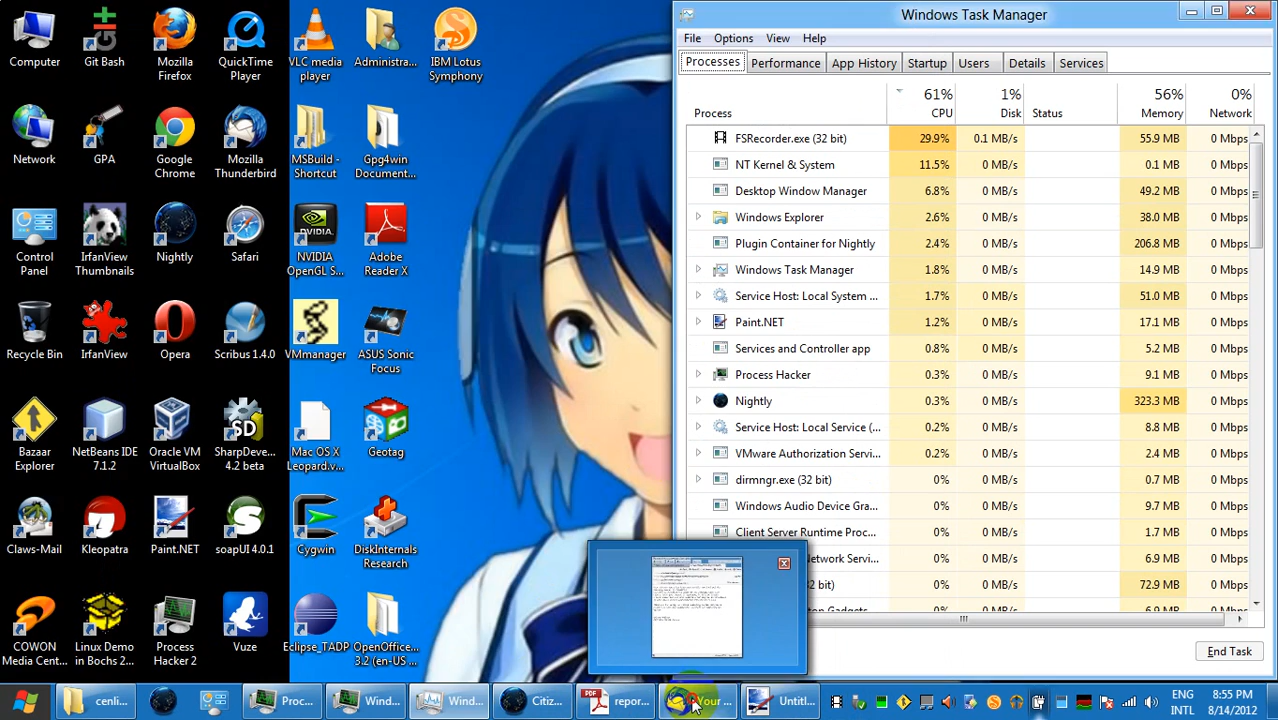 Computer
Git Bash
Mozilla
Firefox
QuickTime
Player
VLC media
player
Administra...
IBM Lotus
Symphony
Network
GPA
Google
Chrome
Mozilla
Thunderbird
MSBuild -
Shortcut
Gpg4win
Document...
Control
Panel
IrfanView
Thumbnails
Nightly
Safari
NVIDIA
NVIDIA
OpenGL S...
Adobe
Reader X
Recycle Bin
IrfanView
Opera
Scribus 1.4.0
VMmanager
ASUS Sonic
Focus
Bazaar
Explorer
NetBeans IDE
7.1.2
Oracle VM
VirtualBox
SD
SharpDeve...
4.2 beta
Mac OS X
Leopard.v...
Geotag
Claws-Mail
Kleopatra
Paint.NET
soapUI 4.0.1
Cygwin
DiskInternals
Research
COWON
Media Cent...
Linux Demo
in Bochs 2...
Process
Hacker 2
Vuze
Eclipse_TADP
OpenOffice...
3.2 (en-US ...
Windows Task Manager
File Options View Help
Processes Performance App History Startup Users Details Services
61% 1% 56% 0%
Process CPU Disk Status Memory Network
FSRecorder.exe (32 bit) 29.9% 0.1 MB/s 55.9 MB 0 Mbps
NT Kernel & System 11.5% 0 MB/s 0.1 MB 0 Mbps
Desktop Window Manager 6.8% 0 MB/s 49.2 MB 0 Mbps
Windows Explorer 2.6% 0 MB/s 38.0 MB 0 Mbps
Plugin Container for Nightly 2.4% 0 MB/s 206.8 MB 0 Mbps
Windows Task Manager 1.8% 0 MB/s 14.9 MB 0 Mbps
Service Host: Local System ... 1.7% 0 MB/s 51.0 MB 0 Mbps
Paint.NET 1.2% 0 MB/s 17.1 MB 0 Mbps
Services and Controller app 0.8% 0 MB/s 5.2 MB 0 Mbps
Process Hacker 0.3% 0 MB/s 9.1 MB 0 Mbps
Nightly 0.3% 0 MB/s 323.3 MB 0 Mbps
Service Host: Local Service (... 0.2% 0 MB/s 8.8 MB 0 Mbps
VMware Authorization Servi... 0.2% 0 MB/s 2.4 MB 0 Mbps
dirmngr.exe (32 bit) 0% 0 MB/s 0.7 MB 0 Mbps
Windows Audio Device Gra... 0% 0 MB/s 9.7 MB 0 Mbps
Client Server Runtime Proc... 0% 0 MB/s 1.7 MB 0 Mbps
0% 0 MB/s 6.9 MB 0 Mbps
0% 0 MB/s 0 Mbps
End Task
cenli...
Proc...
Wind...
Wind...
Citiz...
PDF
repor...
Your ...
Untitl...
ENG
INTL
8:55 PM
8/14/2012